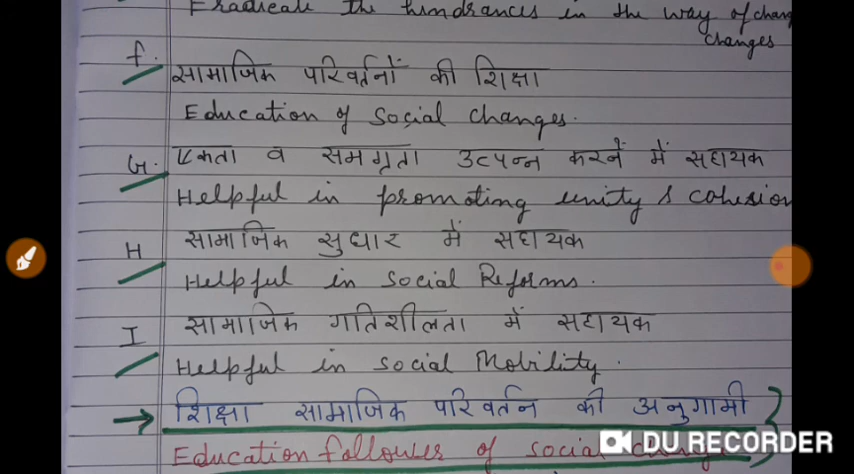 Eradicate The hindrances in the way of chang
changes
f. सामाजिक परिवर्तनों की शिक्षा
Education of Social Changes.
G. एकता व समग्रता उत्पन्न करनें में सहायक
Helpful in promoting unity & cohesion
H सामाजिक सुधार में सहायक
Helpful in Social Reforms.
I सामाजिक गतिशीलता में सहायक
Helpful in social Mobility.
→ शिक्षा सामाजिक परिवर्तन की अनुगामी
Education follower of social
DU RECORDER